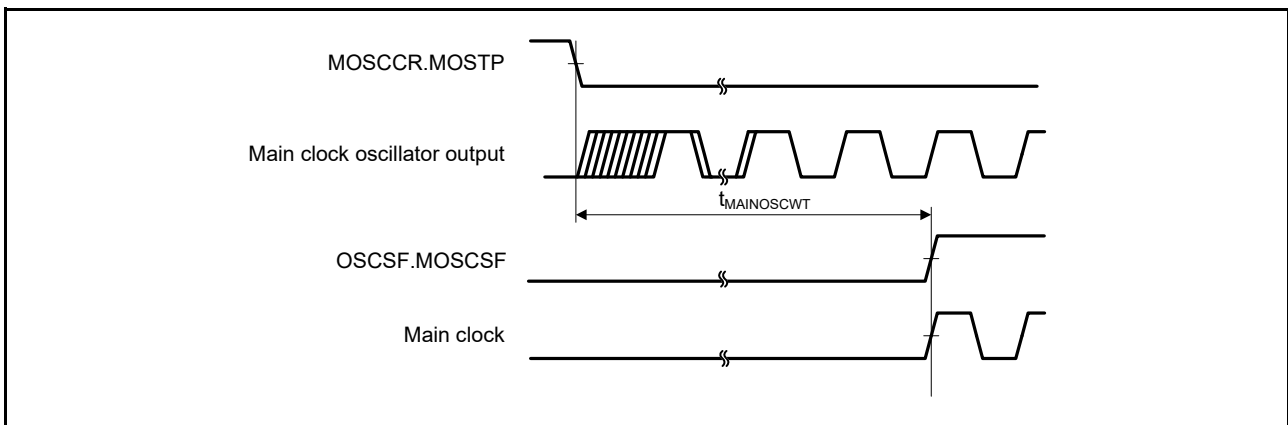 MOSCCR.MOSTP
Main clock oscillator output
tMAINOSCWT
OSCSF.MOSCSF
Main clock